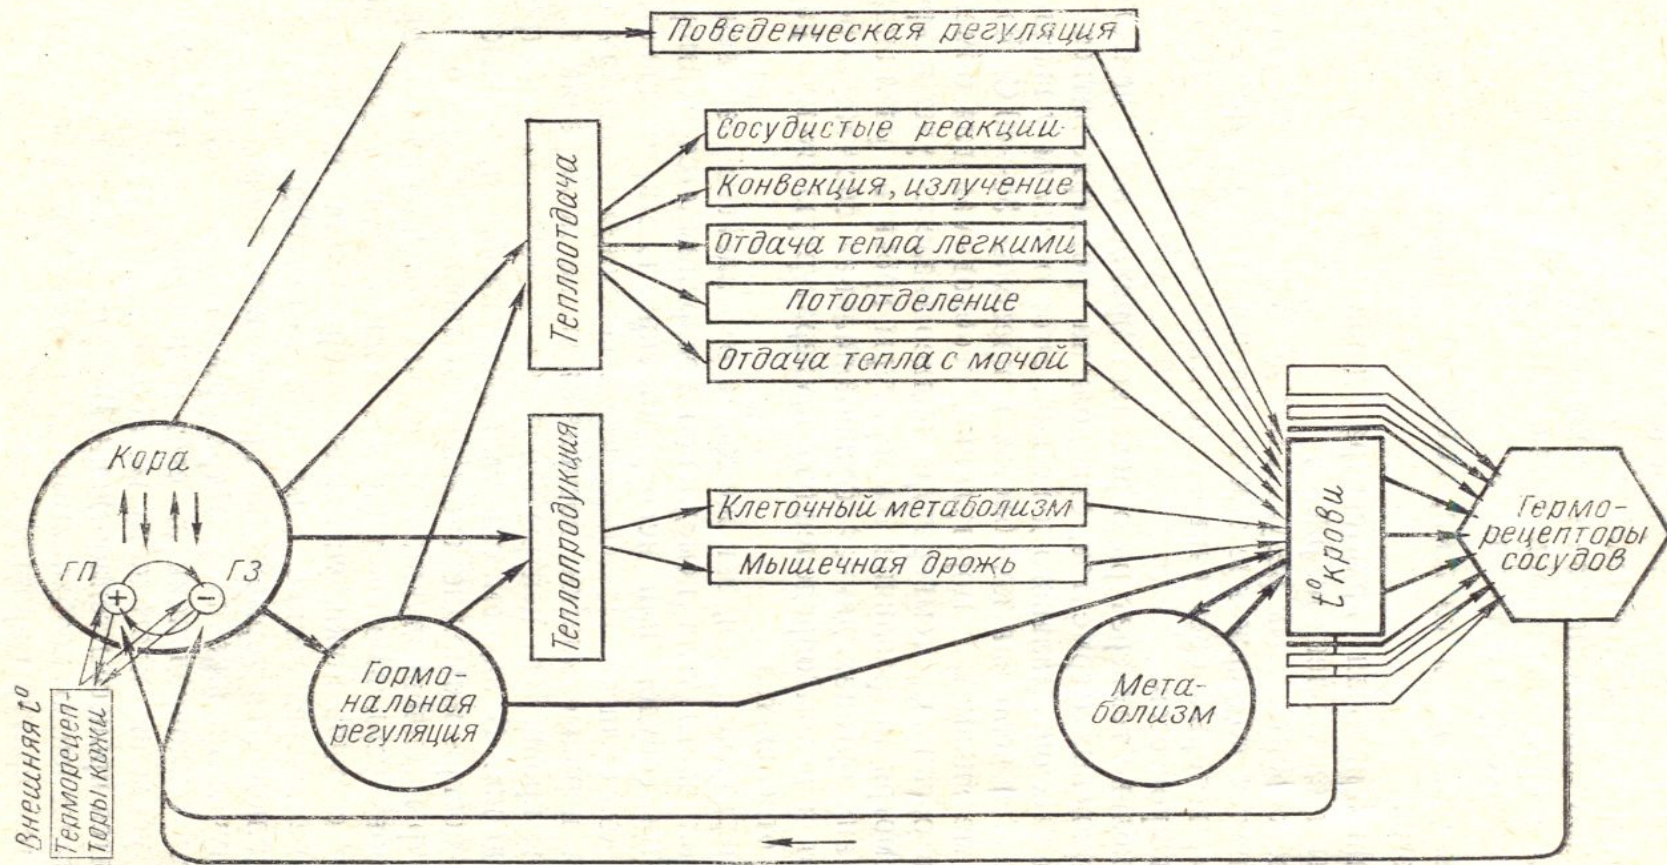 Поведенческая регуляция
Теплоотдача
Сосудистые реакции
Конвекция, излучение
Отдача тепла легкими
Потоотделение
Отдача тепла с мочой
Кора
ГП
ГЗ
+
−
Теплопродукция
Клеточный метаболизм
Мышечная дрожь
t° крови
Термо-
рецепторы
сосудов
Гормо-
нальная
регуляция
Мета-
болизм
Внешняя t°
Терморецеп-
торы кожи